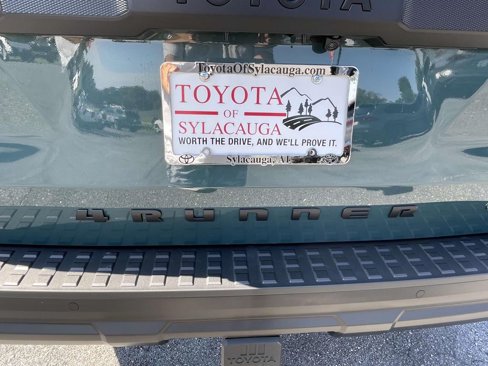 TOYOTA
ToyotaOfSylacauga.com
TOYOTA
OF
SYLACAUGA
WORTH THE DRIVE, AND WE'LL PROVE IT.
Sylacauga, AL
4RUNNER
TOYOTA